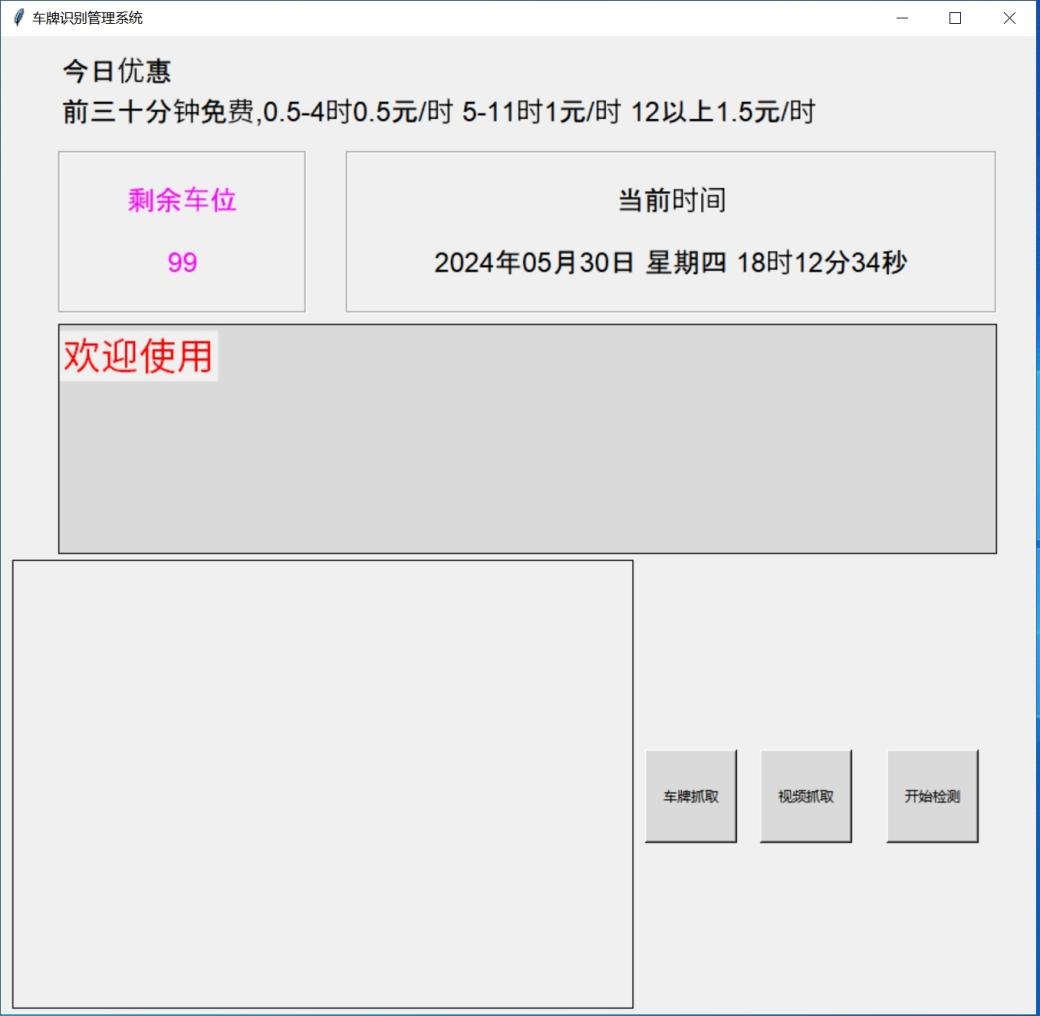 车牌识别管理系统
今日优惠
前三十分钟免费,0.5-4时0.5元/时 5-11时1元/时 12以上1.5元/时
剩余车位
99
当前时间
2024年05月30日 星期四 18时12分34秒
欢迎使用
车牌抓取
视频抓取
开始检测